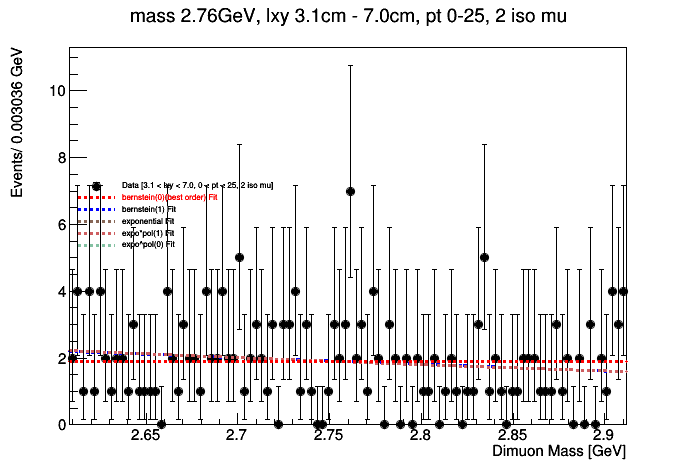 mass 2.76GeV, lxy 3.1cm - 7.0cm, pt 0-25, 2 iso mu
Events/ 0.003036 GeV
10
8
6
4
2
0
Data [3.1 < lxy < 7.0, 0 < pt < 25, 2 iso mu]
bernstein(0)(best order) Fit
bernstein(1) Fit
exponential Fit
expo*pol(1) Fit
expo^pol(0) Fit
2.65 2.7 2.75 2.8 2.85 2.9
Dimuon Mass [GeV]